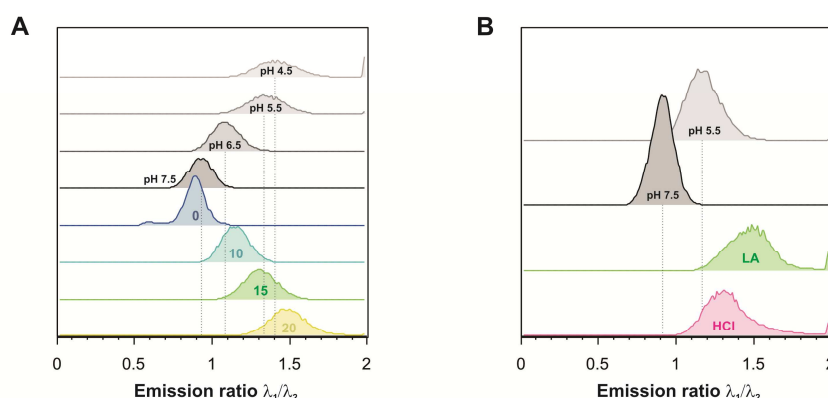 A
pH 4.5
pH 5.5
pH 6.5
pH 7.5
0
10
15
20
0 0.5 1 1.5 2
Emission ratio λ₁/λ₂
B
pH 5.5
pH 7.5
LA
HCl
0 0.5 1 1.5 2
Emission ratio λ₁/λ₂